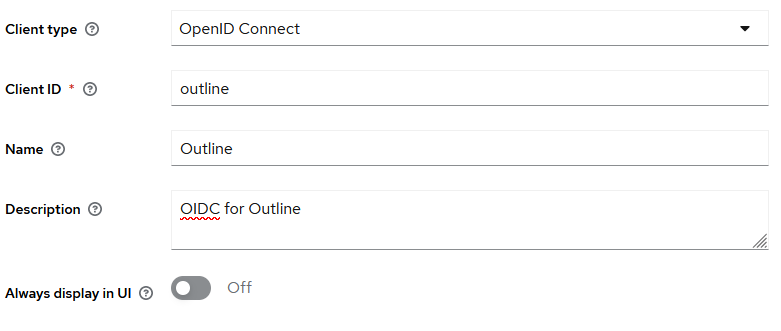 Client type
OpenID Connect
Client ID *
outline
Name
Outline
Description
OIDC for Outline
Always display in UI
Off